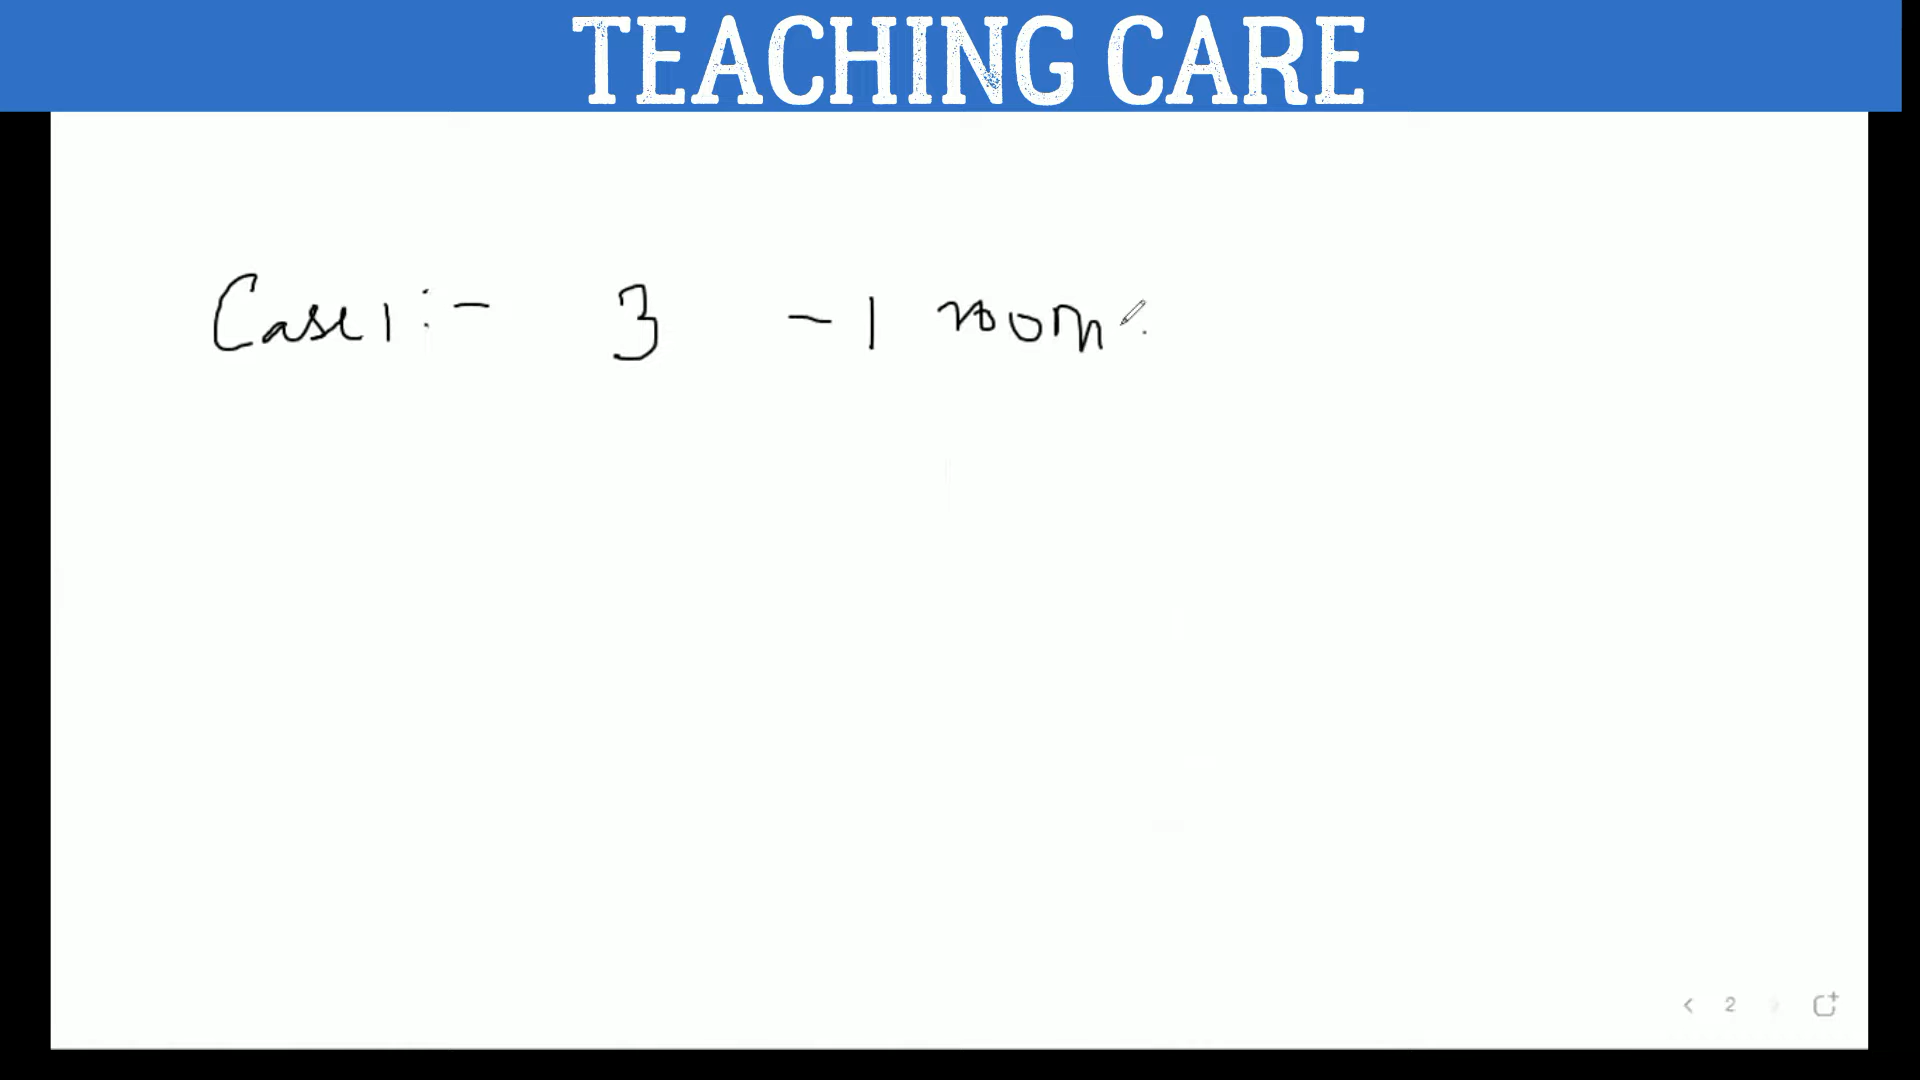 TEACHING CARE
Case 1 :- 3 - 1 room.
2